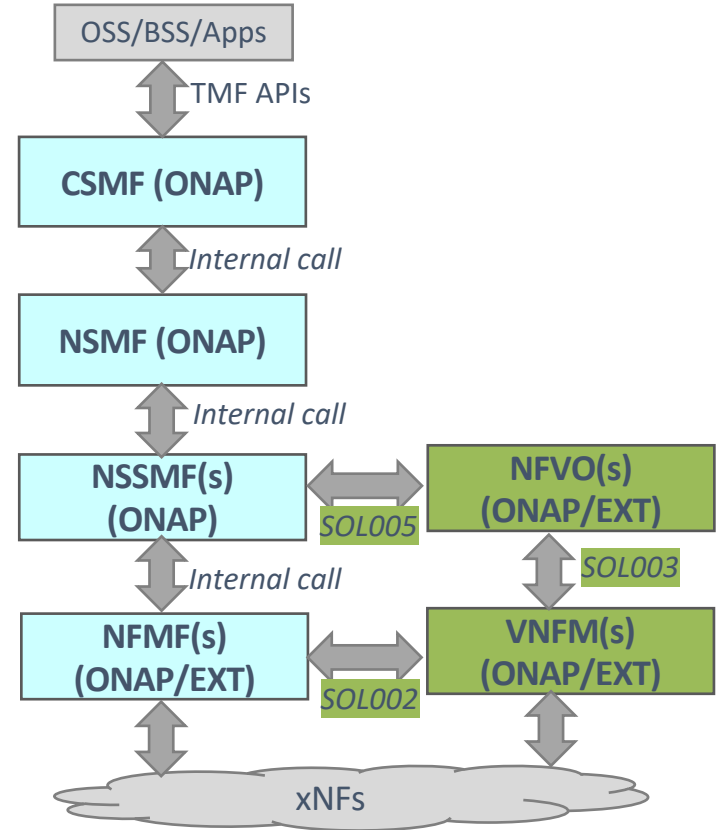 OSS/BSS/Apps
TMF APIs
CSMF (ONAP)
Internal call
NSMF (ONAP)
Internal call
NSSMF(s)
(ONAP)
SOL005
NFVO(s)
(ONAP/EXT)
Internal call
SOL003
NFMF(s)
(ONAP/EXT)
SOL002
VNFM(s)
(ONAP/EXT)
xNFs